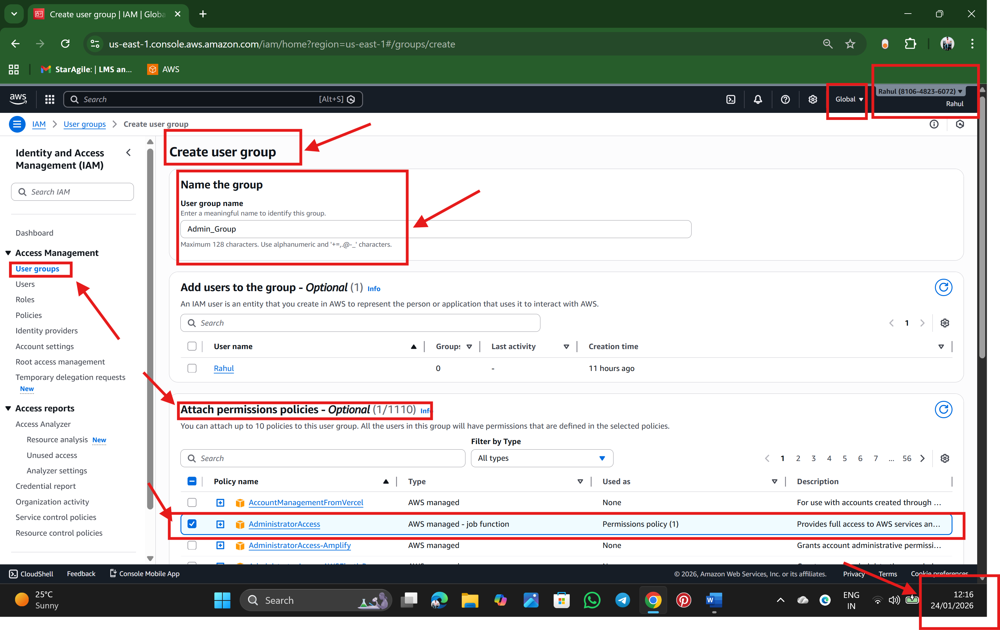 Create user group | IAM | Globa
us-east-1.console.aws.amazon.com/iam/home?region=us-east-1#/groups/create
StarAgile: | LMS an...
AWS
aws
Search
[Alt+S]
Global
Rahul (8106-4823-6072)
Rahul
IAM
User groups
Create user group
Identity and Access
Management (IAM)
Search IAM
Dashboard
Access Management
User groups
Users
Roles
Policies
Identity providers
Account settings
Root access management
Temporary delegation requests
New
Access reports
Access Analyzer
Resource analysis New
Unused access
Analyzer settings
Credential report
Organization activity
Service control policies
Resource control policies
Create user group
Name the group
User group name
Enter a meaningful name to identify this group.
Admin_Group
Maximum 128 characters. Use alphanumeric and '+=,.@-_' characters.
Add users to the group - Optional (1) Info
An IAM user is an entity that you create in AWS to represent the person or application that uses it to interact with AWS.
Search
1
User name Groups Last activity Creation time
Rahul 0 - 11 hours ago
Attach permissions policies - Optional (1/1110) Info
You can attach up to 10 policies to this user group. All the users in this group will have permissions that are defined in the selected policies.
Filter by Type
Search
All types
1 2 3 4 5 6 7 ... 56
Policy name Type Used as Description
AccountManagementFromVercel AWS managed None For use with accounts created through ...
AdministratorAccess AWS managed - job function Permissions policy (1) Provides full access to AWS services an...
AdministratorAccess-Amplify AWS managed None Grants account administrative permissi...
CloudShell Feedback Console Mobile App
© 2026, Amazon Web Services, Inc. or its affiliates. Privacy Terms Cookie preferences
25°C
Sunny
Search
ENG
IN
12:16
24/01/2026